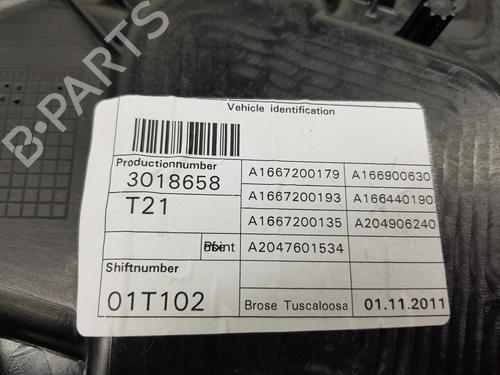 B-PARTS
Vehicle identification
Productionnumber
3018658
T21
A1667200179 A166900630
A1667200193 A166440190
A1667200135 A204906240
A2047601534
Shiftnumber
01T102
Brose Tuscaloosa 01.11.2011